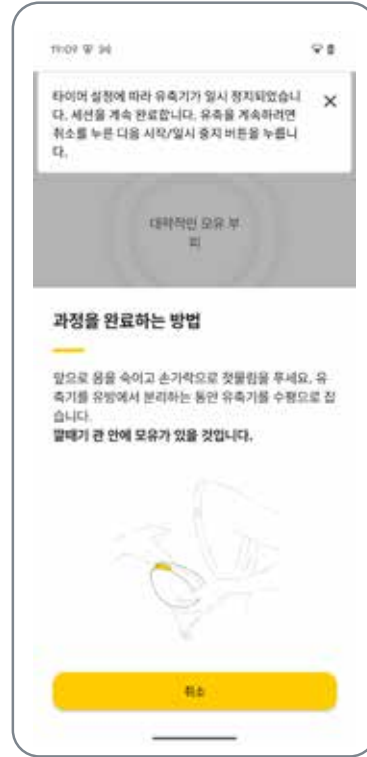 19:09
타이머 설정에 따라 유축기가 일시 정지되었습니
다. 세션을 계속 완료합니다. 유축을 계속하려면
취소를 누른 다음 시작/일시 중지 버튼을 누릅니
다.
대략적인 모유 부
피
과정을 완료하는 방법
앞으로 몸을 숙이고 손가락으로 젖물림을 푸세요. 유
축기를 유방에서 분리하는 동안 유축기를 수평으로 잡
습니다.
깔때기 관 안에 모유가 있을 것입니다.
취소